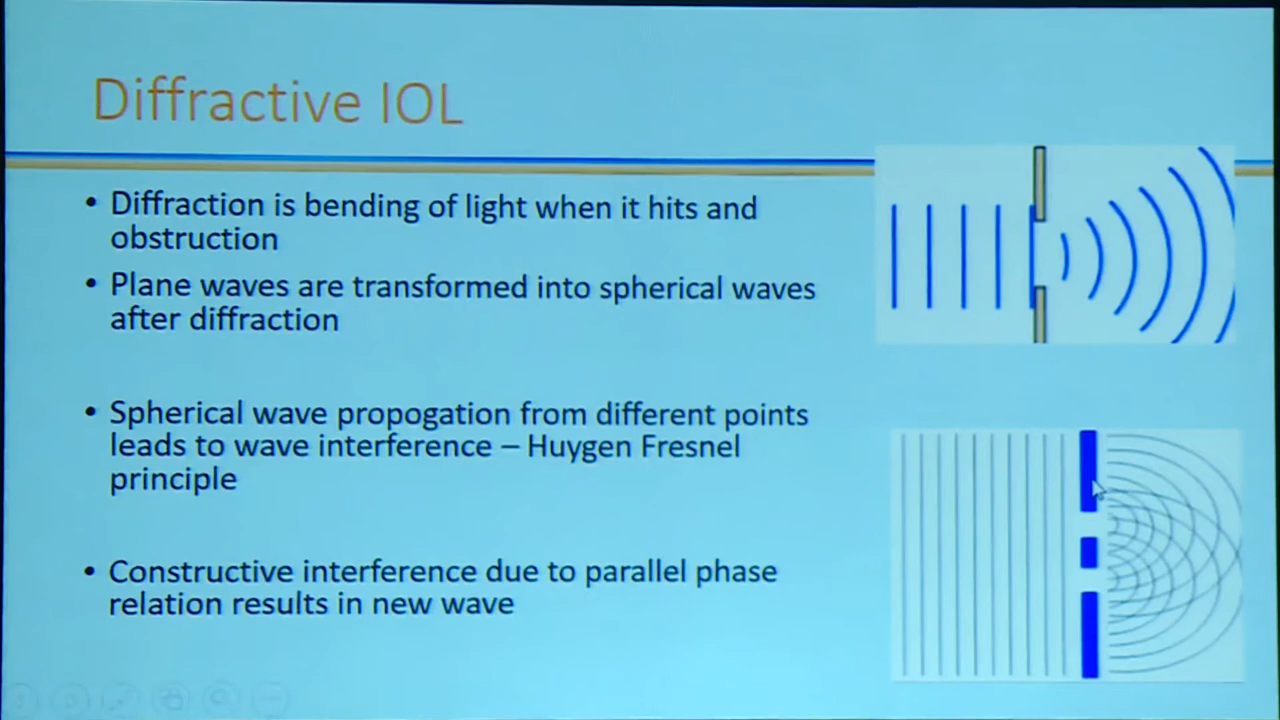 Diffractive IOL
• Diffraction is bending of light when it hits and
obstruction
• Plane waves are transformed into spherical waves
after diffraction
• Spherical wave propogation from different points
leads to wave interference – Huygen Fresnel
principle
• Constructive interference due to parallel phase
relation results in new wave